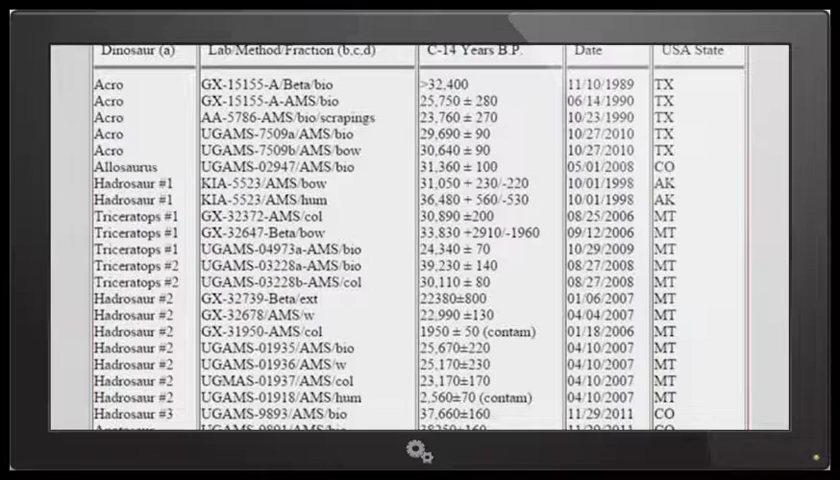 Dinosaur (a) Lab/Method/Fraction (b,c,d) C-14 Years B.P. Date USA State
Acro GX-15155-A/Beta/bio >32,400 11/10/1989 TX
Acro GX-15155-A-AMS/bio 25,750 ± 280 06/14/1990 TX
Acro AA-5786-AMS/bio/scrapings 23,760 ± 270 10/23/1990 TX
Acro UGAMS-7509a/AMS/bio 29,690 ± 90 10/27/2010 TX
Acro UGAMS-7509b/AMS/bow 30,640 ± 90 10/27/2010 TX
Allosaurus UGAMS-02947/AMS/bio 31,360 ± 100 05/01/2008 CO
Hadrosaur #1 KIA-5523/AMS/bow 31,050 + 230/-220 10/01/1998 AK
Hadrosaur #1 KIA-5523/AMS/hum 36,480 + 560/-530 10/01/1998 AK
Triceratops #1 GX-32372-AMS/col 30,890 ±200 08/25/2006 MT
Triceratops #1 GX-32647-Beta/bow 33,830 +2910/-1960 09/12/2006 MT
Triceratops #1 UGAMS-04973a-AMS/bio 24,340 ± 70 10/29/2009 MT
Triceratops #2 UGAMS-03228a-AMS/bio 39,230 ± 140 08/27/2008 MT
Triceratops #2 UGAMS-03228b-AMS/col 30,110 ± 80 08/27/2008 MT
Hadrosaur #2 GX-32739-Beta/ext 22380±800 01/06/2007 MT
Hadrosaur #2 GX-32678/AMS/w 22,990 ±130 04/04/2007 MT
Hadrosaur #2 GX-31950-AMS/col 1950 ± 50 (contam) 01/18/2006 MT
Hadrosaur #2 UGAMS-01935/AMS/bio 25,670±220 04/10/2007 MT
Hadrosaur #2 UGAMS-01936/AMS/w 25,170±230 04/10/2007 MT
Hadrosaur #2 UGMAS-01937/AMS/col 23,170±170 04/10/2007 MT
Hadrosaur #2 UGAMS-01918/AMS/hum 2,560±70 (contam) 04/10/2007 MT
Hadrosaur #3 UGAMS-9893/AMS/bio 37,660±160 11/29/2011 CO